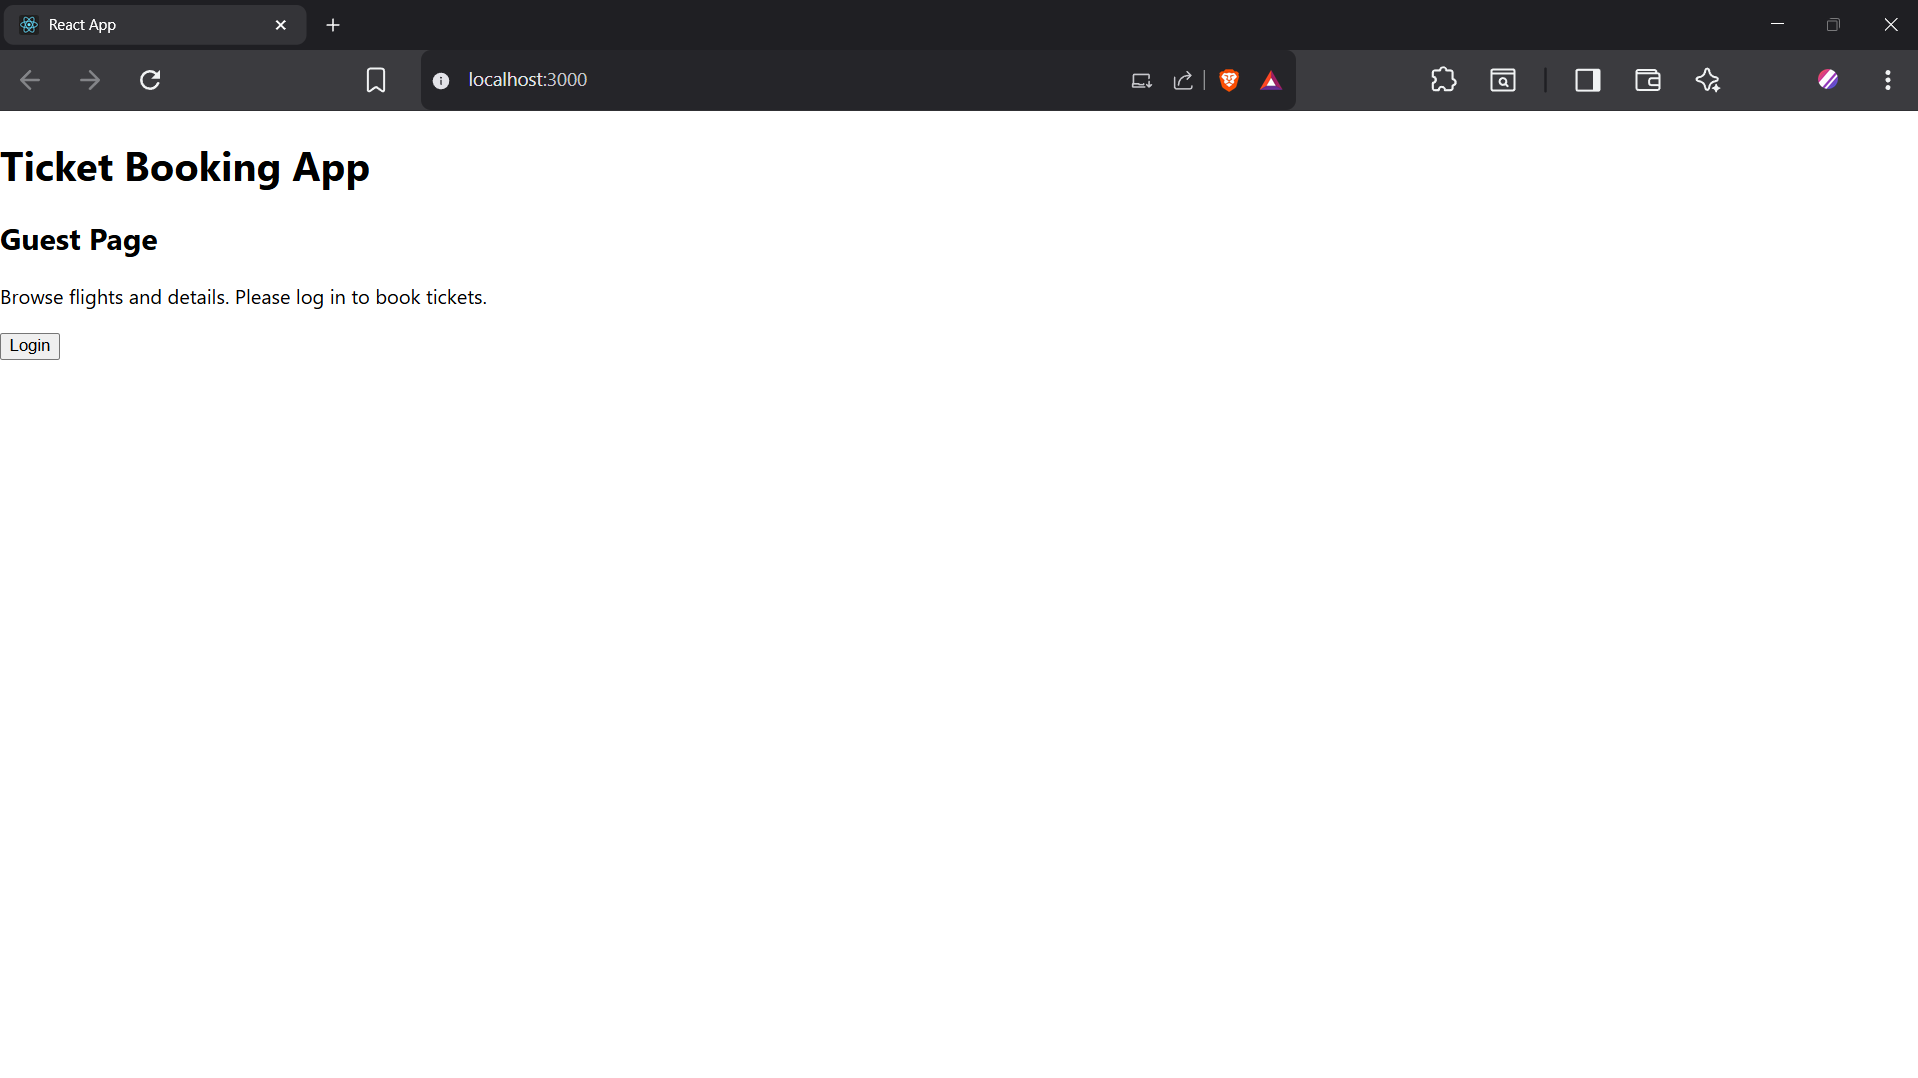 React App
localhost:3000
Ticket Booking App
Guest Page
Browse flights and details. Please log in to book tickets.
Login